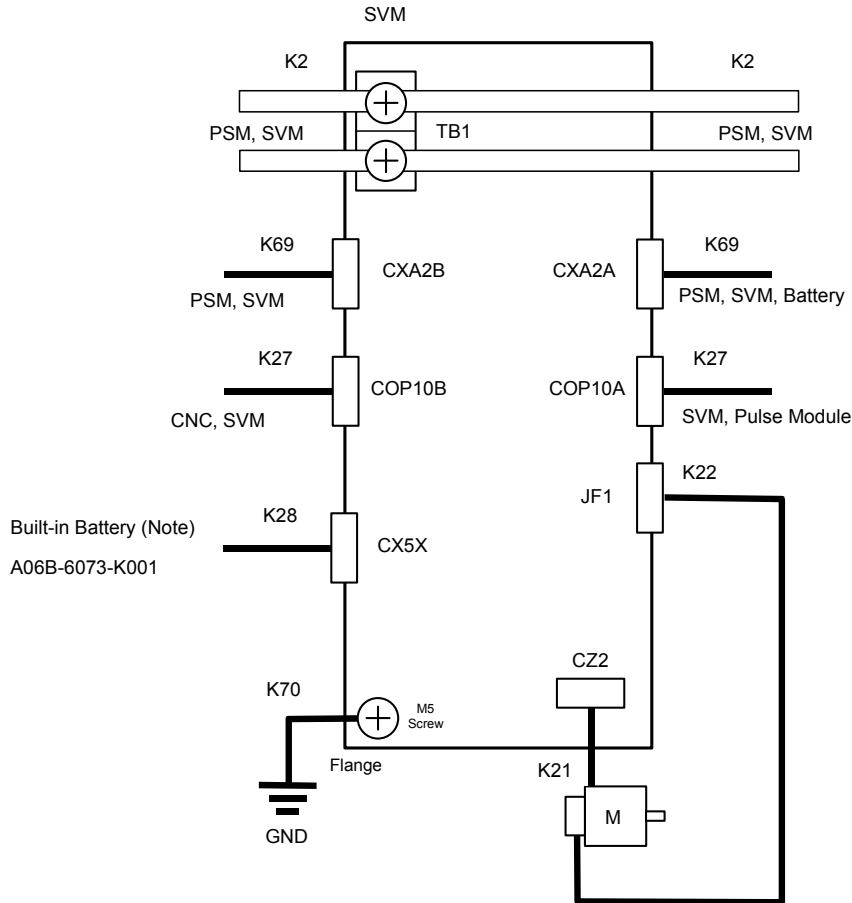 SVM
K2
K2
PSM, SVM
TB1
PSM, SVM
K69
K69
CXA2B
CXA2A
PSM, SVM
PSM, SVM, Battery
K27
K27
COP10B
COP10A
CNC, SVM
SVM, Pulse Module
K22
JF1
K28
Built-in Battery (Note)
CX5X
A06B-6073-K001
CZ2
K70
M5
Screw
Flange
K21
M
GND